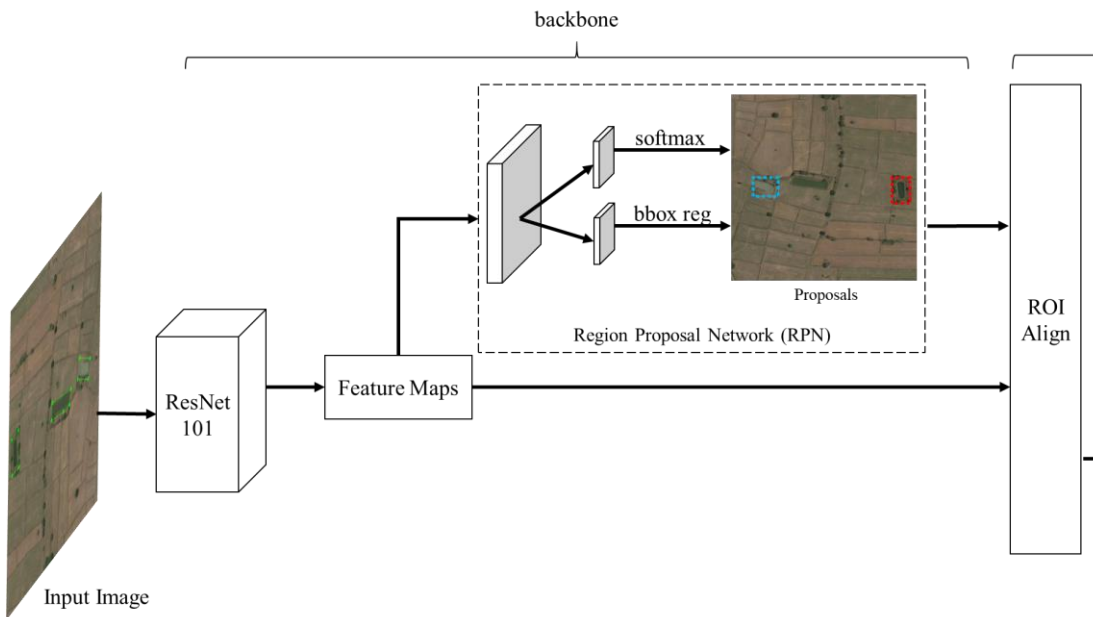 backbone
softmax
bbox reg
Proposals
Region Proposal Network (RPN)
ROI
Align
Feature Maps
ResNet
101
Input Image